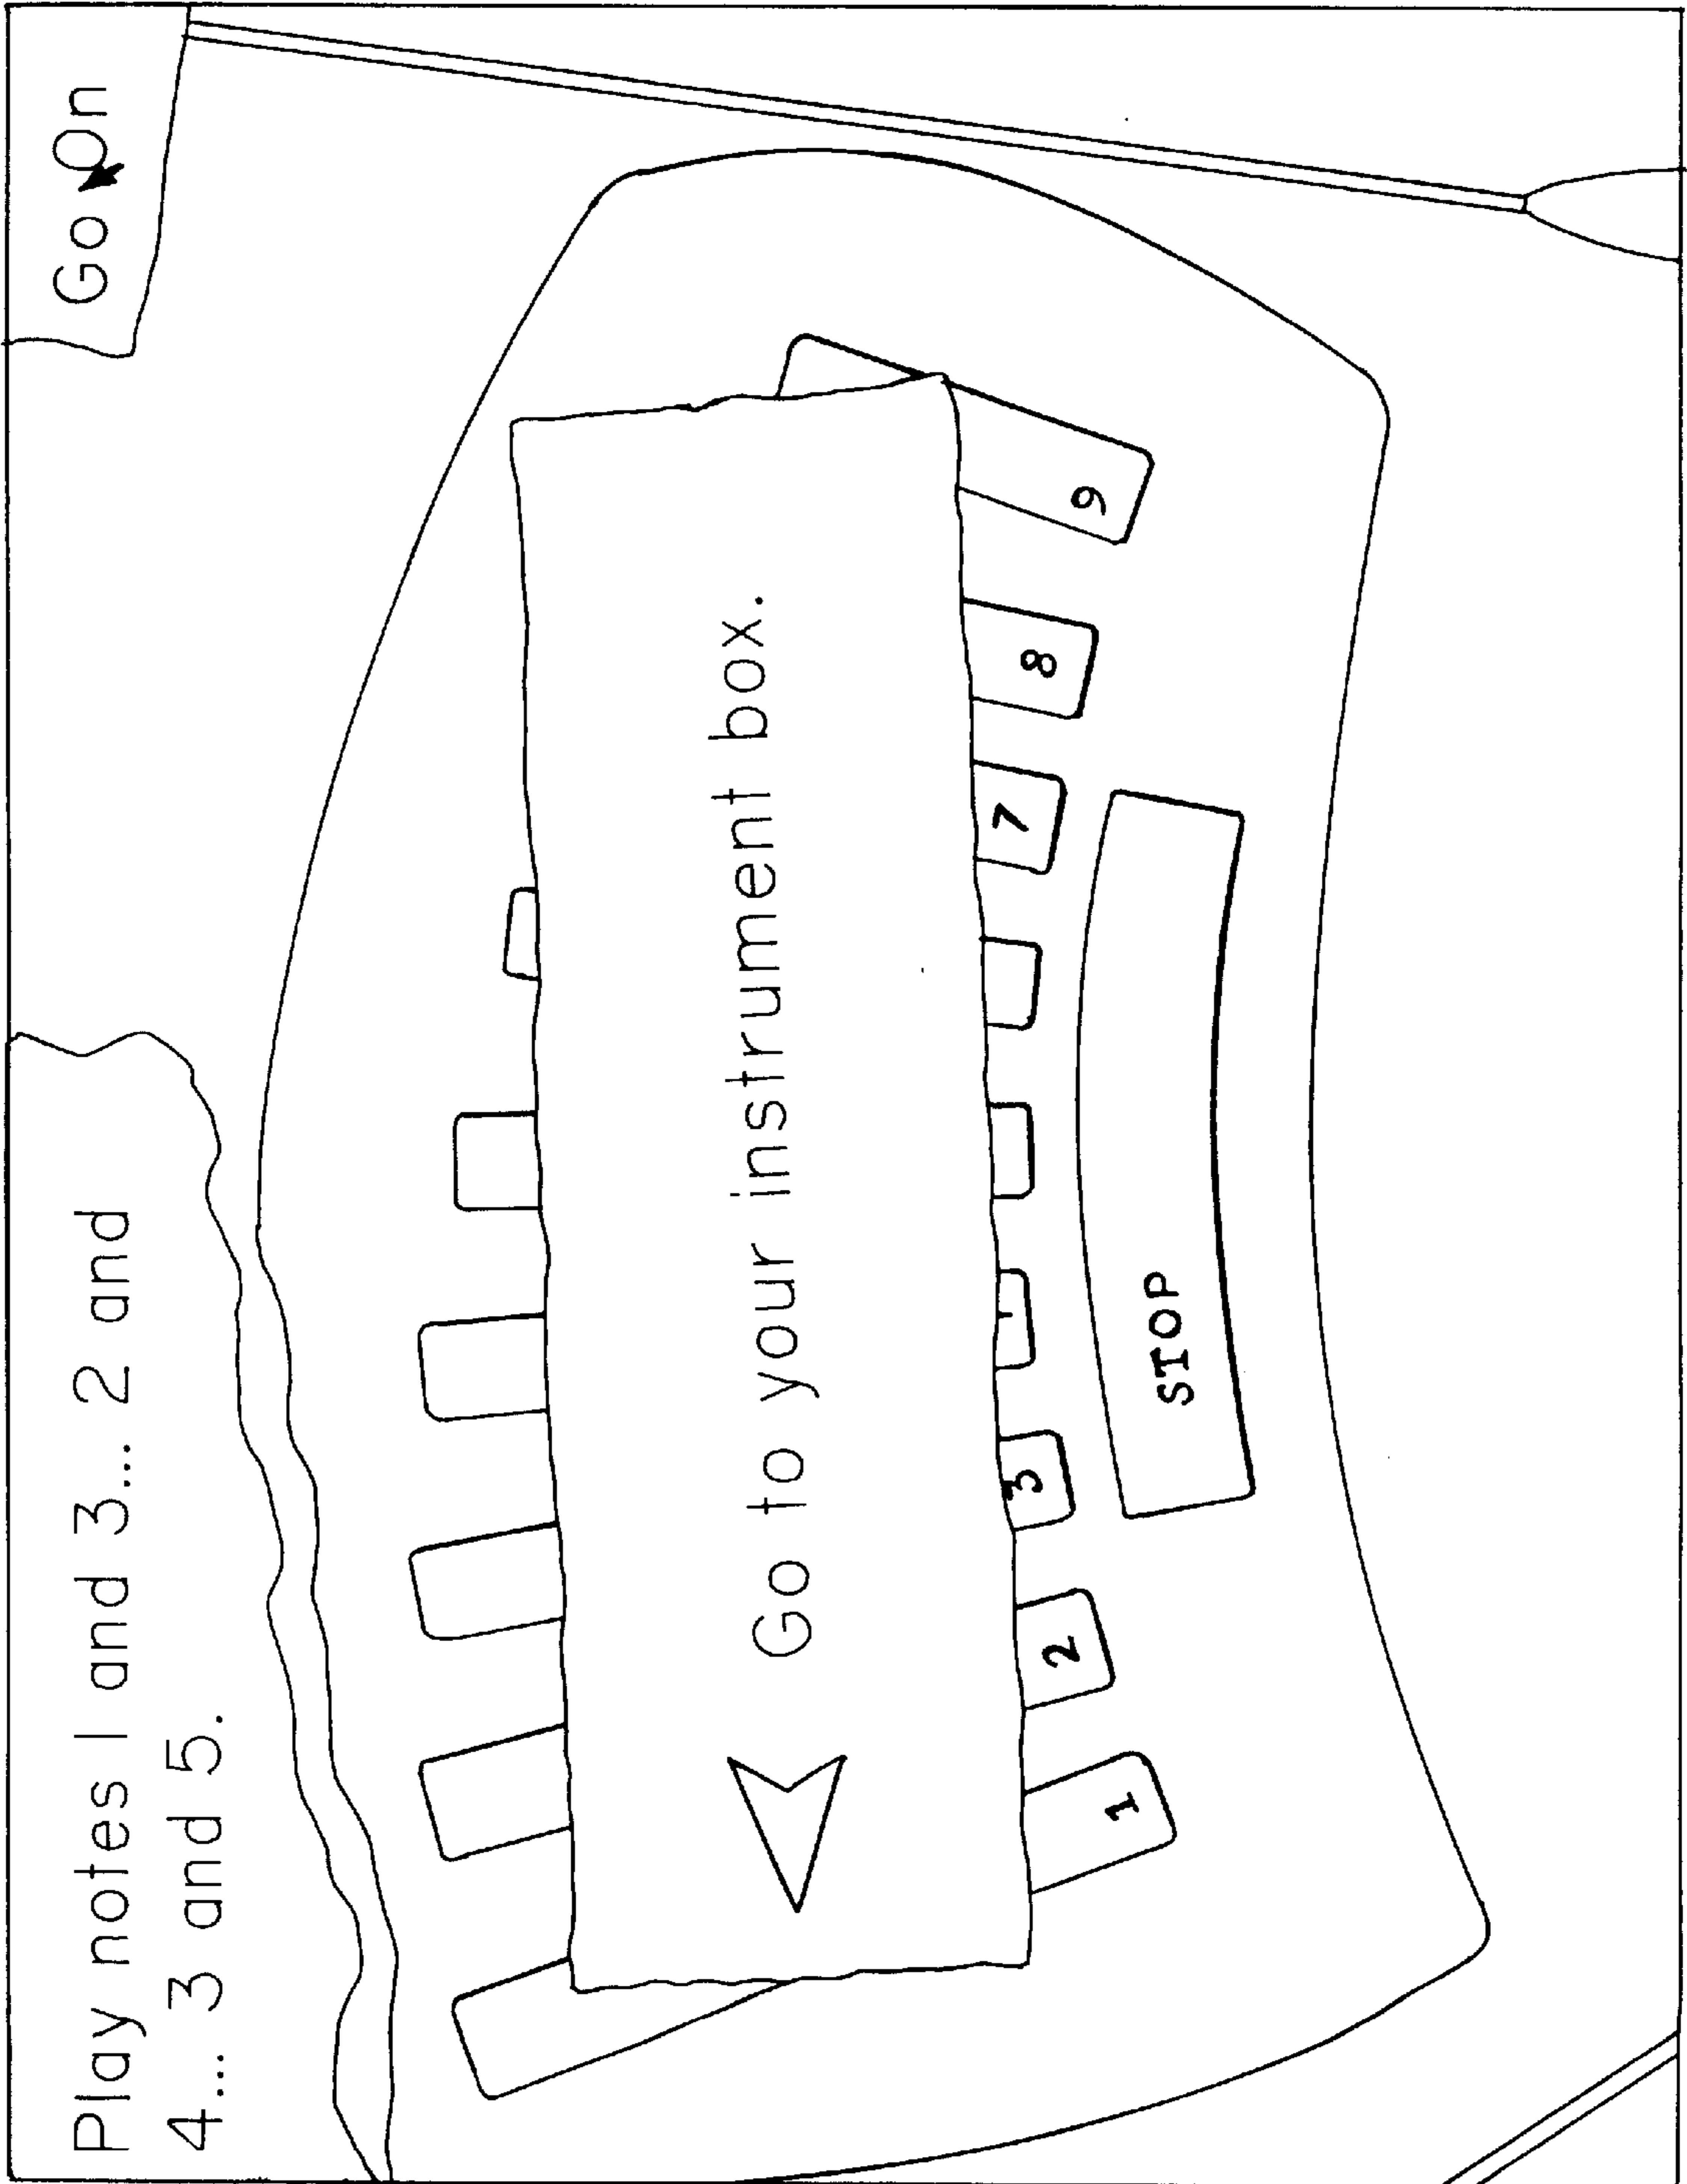 Play notes 1 and 3... 2 and
4... 3 and 5.
Go On
Go to your instrument box.
1
2
3
7
8
9
STOP